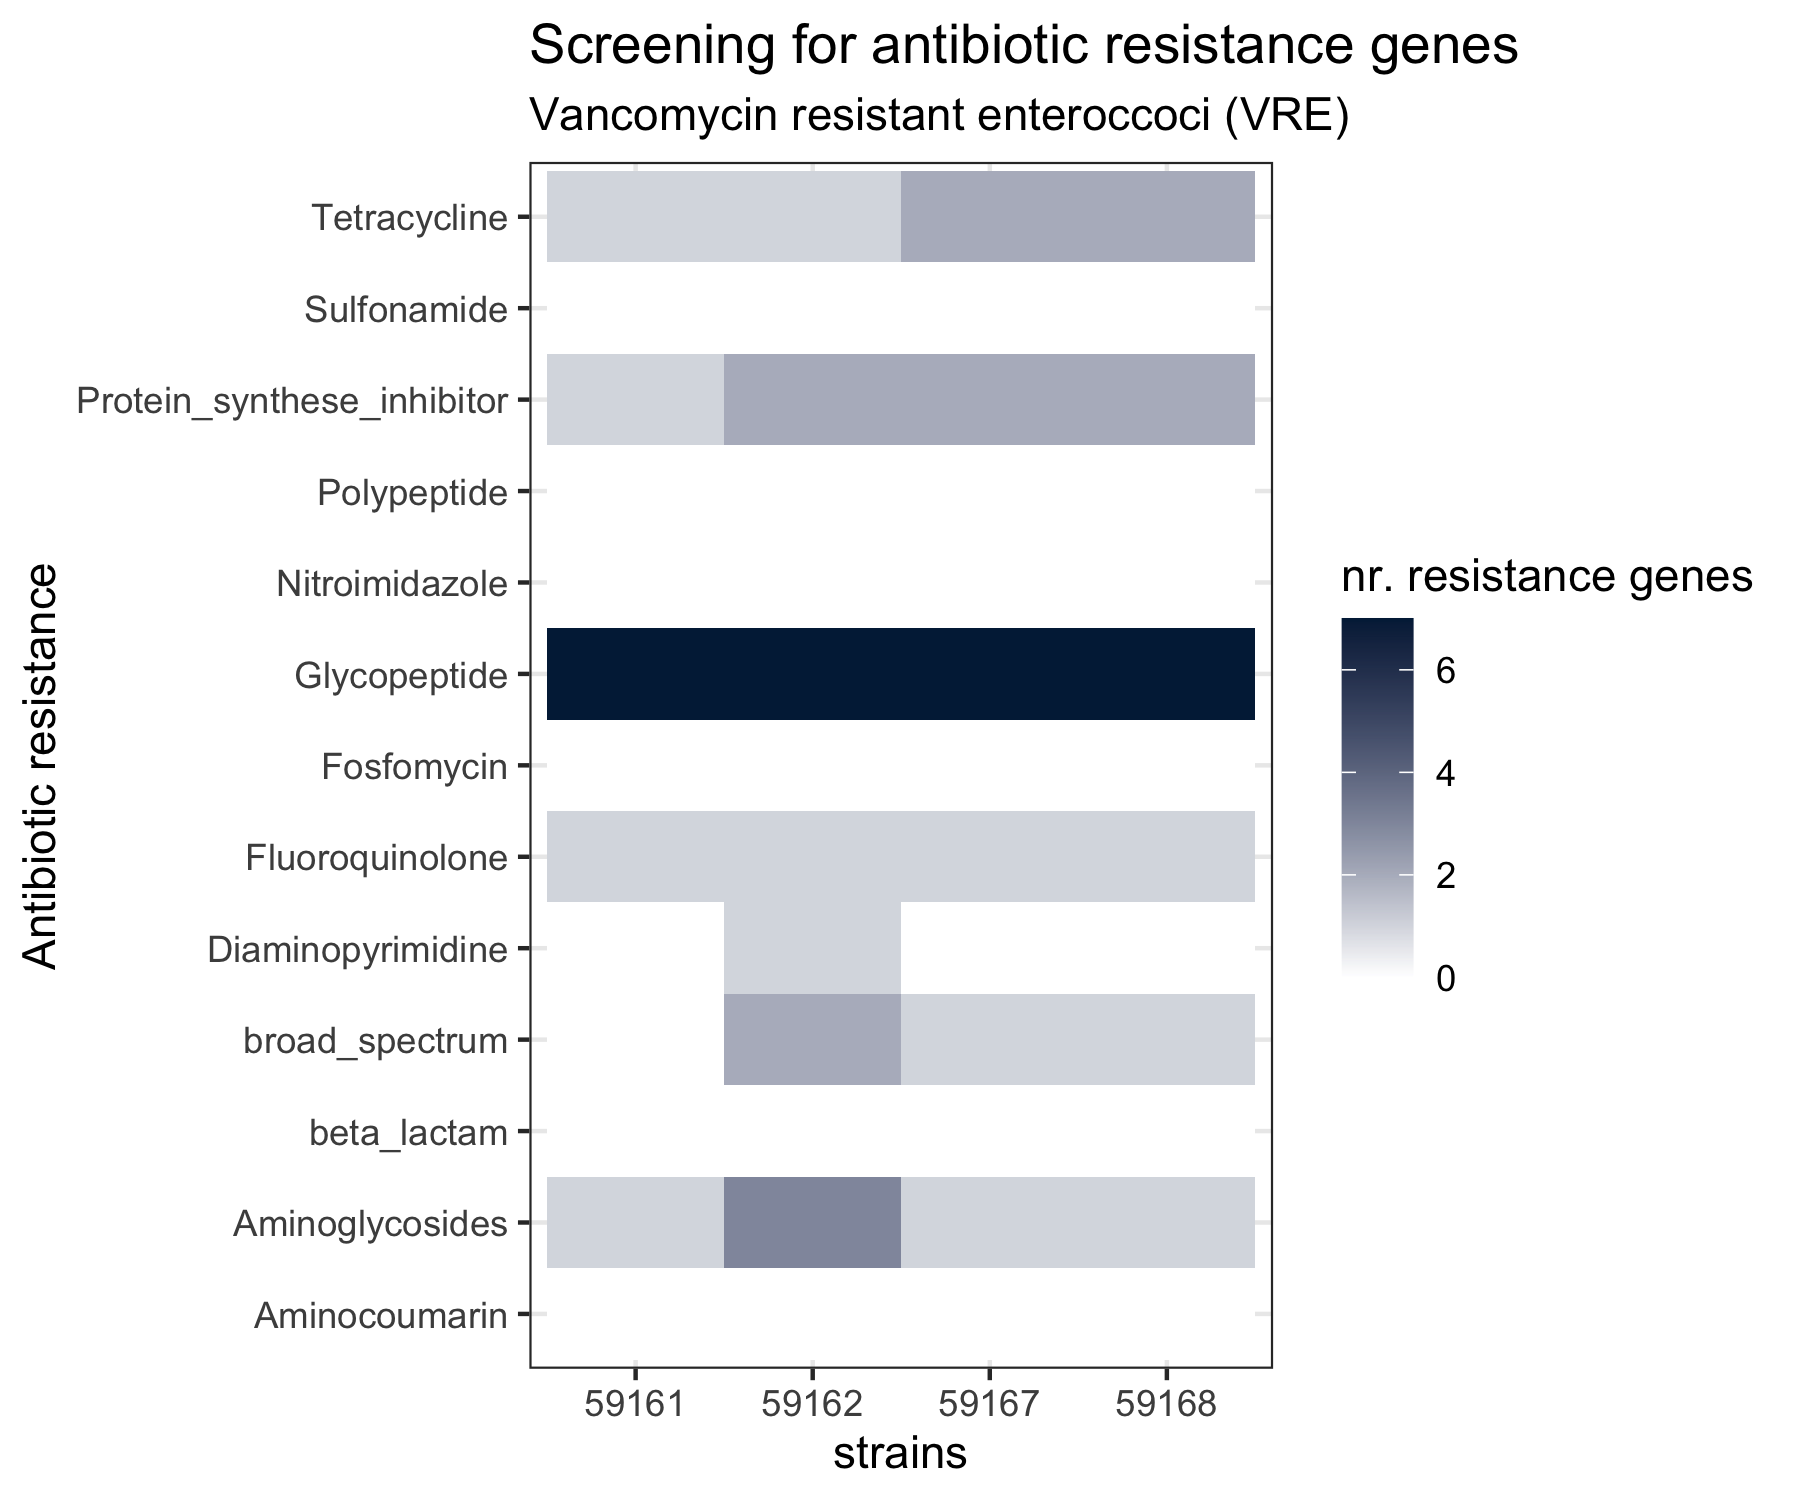 Screening for antibiotic resistance genes
Vancomycin resistant enteroccoci (VRE)
Antibiotic resistance
Tetracycline
Sulfonamide
Protein_synthese_inhibitor
Polypeptide
Nitroimidazole
Glycopeptide
Fosfomycin
Fluoroquinolone
Diaminopyrimidine
broad_spectrum
beta_lactam
Aminoglycosides
Aminocoumarin
59161 59162 59167 59168
strains
nr. resistance genes
6
4
2
0